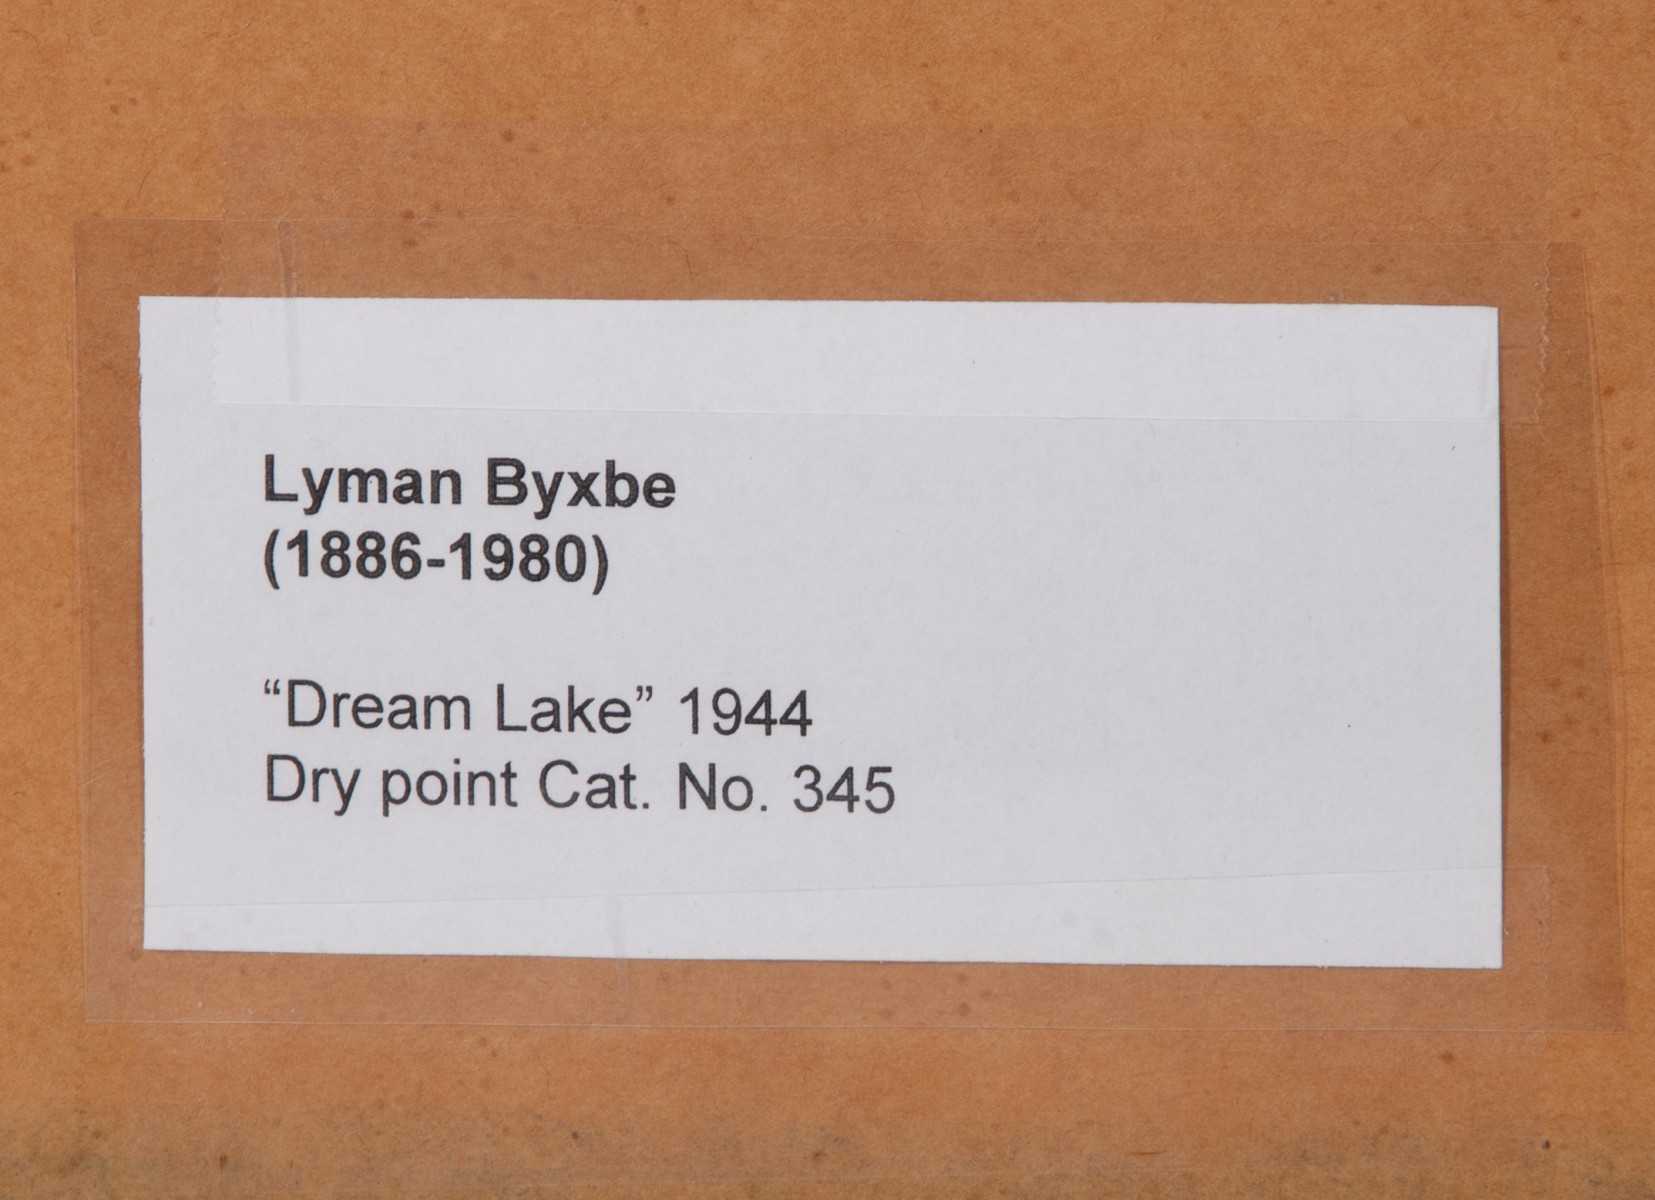 Lyman Byxbe
(1886-1980)
“Dream Lake” 1944
Dry point Cat. No. 345